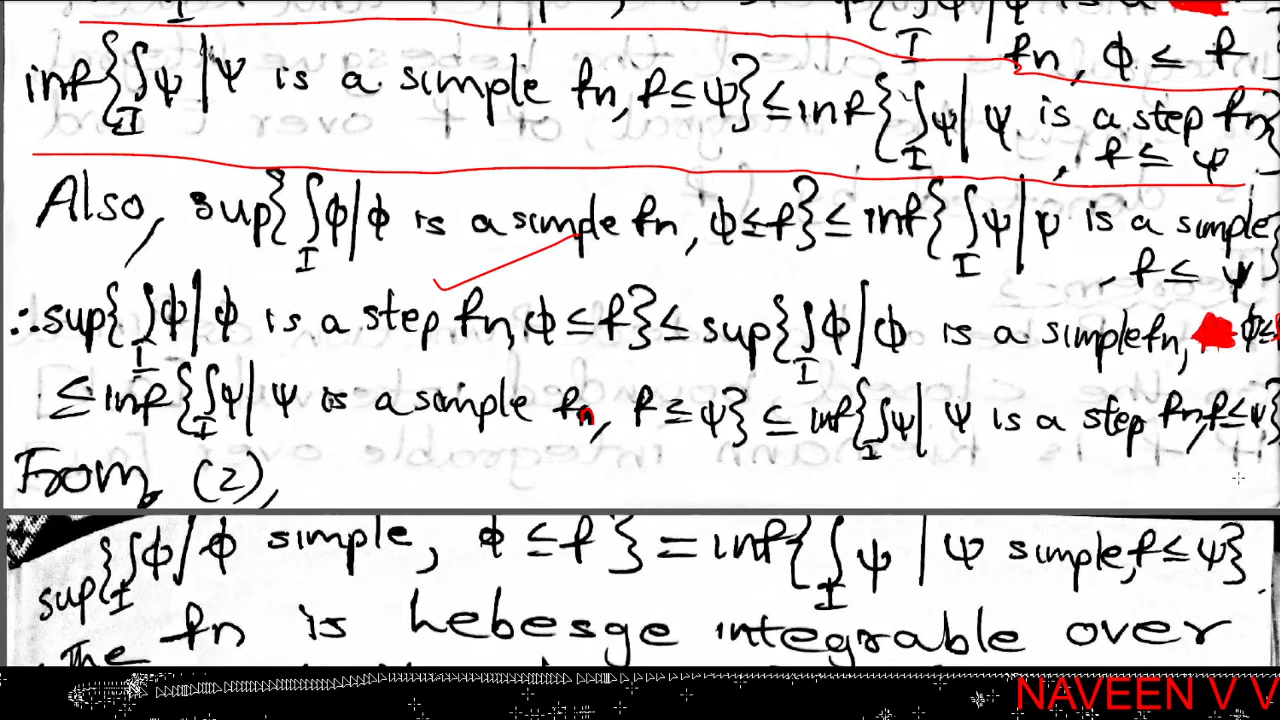 fn, ϕ ≤ f
inf{∫_I ψ | ψ is a simple fn, f ≤ ψ} ≤ inf{∫_I ψ | ψ is a step fn}
, f ≤ ψ
Also, sup{∫_I ϕ | ϕ is a simple fn, ϕ ≤ f} ≤ inf{∫_I ψ | ψ is a simple}
, f ≤ ψ
∴ sup{∫_I ϕ | ϕ is a step fn, ϕ ≤ f} ≤ sup{∫_I ϕ | ϕ is a simple fn, ϕ ≤
≤ inf{∫_I ψ | ψ is a simple fn, f ≥ ψ} ≤ inf{∫_I ψ | ψ is a step fn, f ≤ ψ}
From (2),
sup{∫_I ϕ / ϕ simple, ϕ ≤ f} = inf{∫_I ψ | ψ simple, f ≤ ψ}.
The fn is Lebesge integrable over
NAVEEN V V